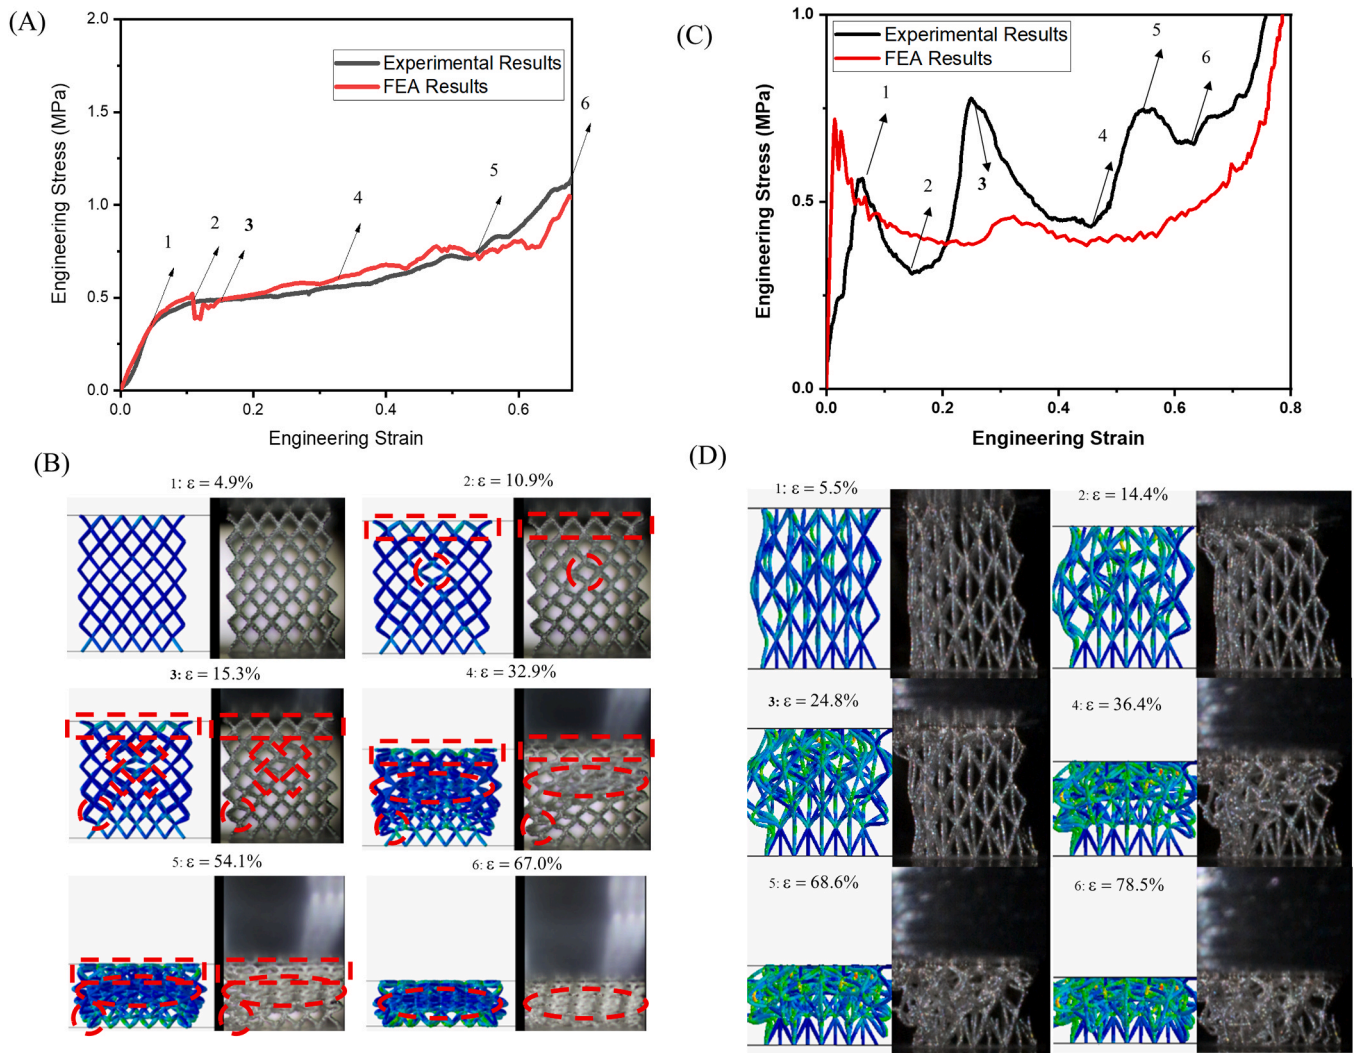 (A)
2.0
1.5
1.0
0.5
0.0
Engineering Stress (MPa)
Experimental Results
FEA Results
1
2
3
4
5
6
0.0
0.2
0.4
0.6
Engineering Strain
(C)
1.0
0.5
0.0
Engineering Stress (MPa)
Experimental Results
FEA Results
1
2
3
4
5
6
0.0
0.2
0.4
0.6
0.8
Engineering Strain
(B)
1: ε = 4.9%
2: ε = 10.9%
3: ε = 15.3%
4: ε = 32.9%
5: ε = 54.1%
6: ε = 67.0%
(D)
1: ε = 5.5%
2: ε = 14.4%
3: ε = 24.8%
4: ε = 36.4%
5: ε = 68.6%
6: ε = 78.5%